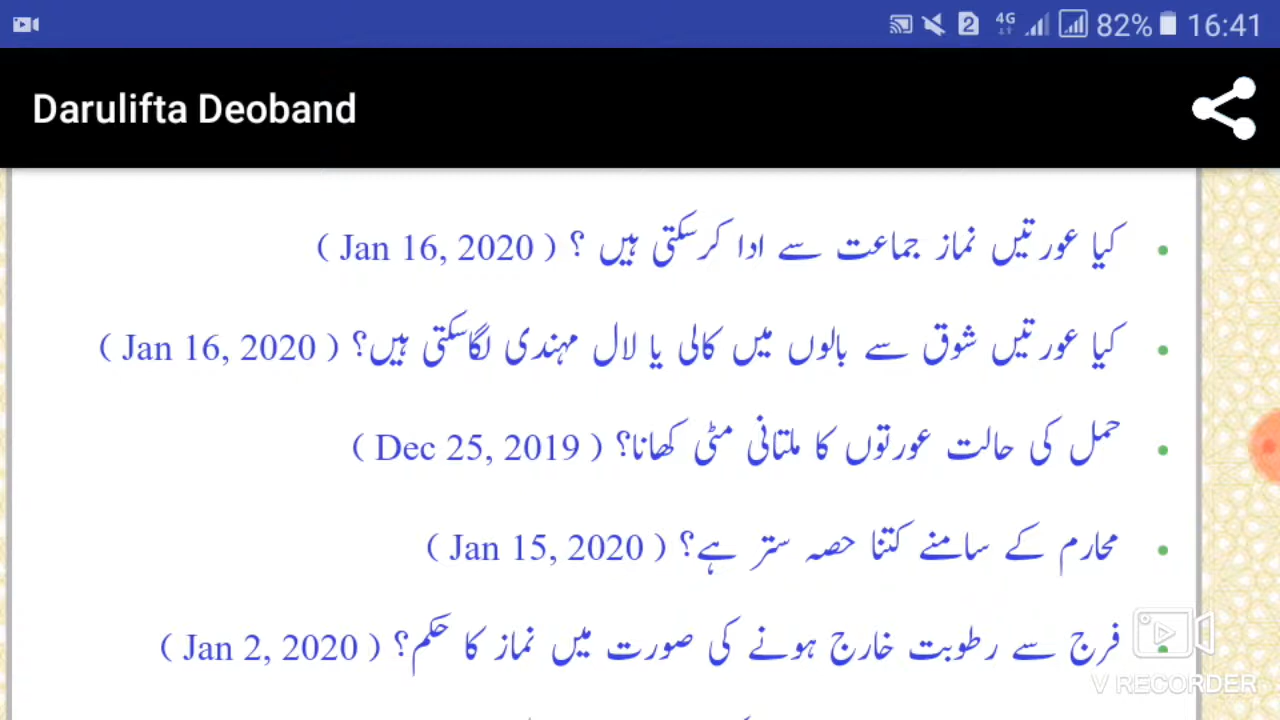 4G 2 82% 16:41
Darulifta Deoband
کیا عورتیں نماز جماعت سے ادا کرسکتی ہیں ؟ ( Jan 16, 2020 )
کیا عورتیں شوق سے بالوں میں کالی یا لال مہندی لگاسکتی ہیں؟ ( Jan 16, 2020 )
حمل کی حالت عورتوں کا ملتانی مٹی کھانا؟ ( Dec 25, 2019 )
محارم کے سامنے کتنا حصہ ستر ہے؟ ( Jan 15, 2020 )
فرج سے رطوبت خارج ہونے کی صورت میں نماز کا حکم؟ ( Jan 2, 2020 )
V RECORDER